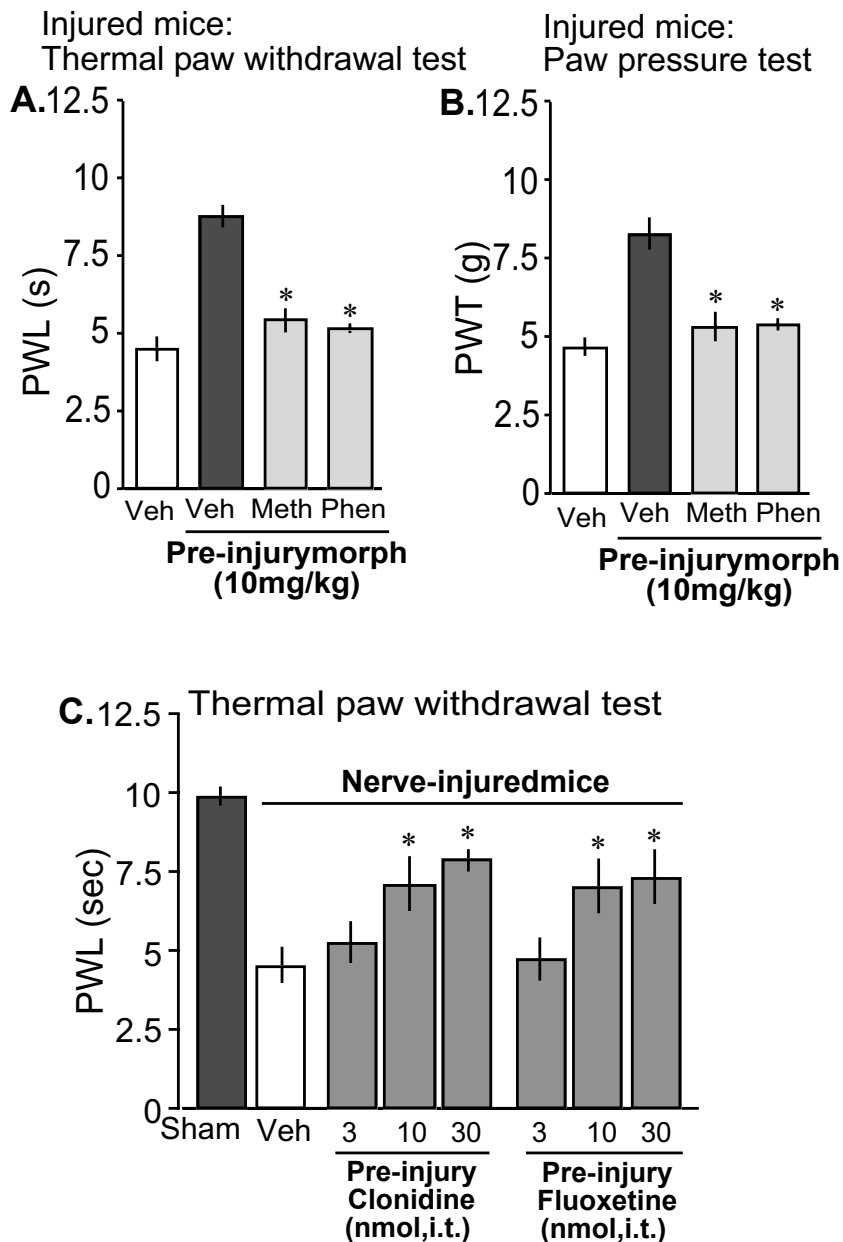 Injured mice:
Thermal paw withdrawal test
A.
12.5
10
7.5
5
2.5
0
PWL (s)
*
*
Veh
Veh
Meth
Phen
Pre-injurymorph
(10mg/kg)
Injured mice:
Paw pressure test
B.
12.5
10
7.5
5
2.5
0
PWT (g)
*
*
Veh
Veh
Meth
Phen
Pre-injurymorph
(10mg/kg)
C.
Thermal paw withdrawal test
12.5
10
7.5
5
2.5
0
PWL (sec)
Nerve-injuredmice
*
*
*
*
Sham
Veh
3
10
30
3
10
30
Pre-injury
Clonidine
(nmol,i.t.)
Pre-injury
Fluoxetine
(nmol,i.t.)